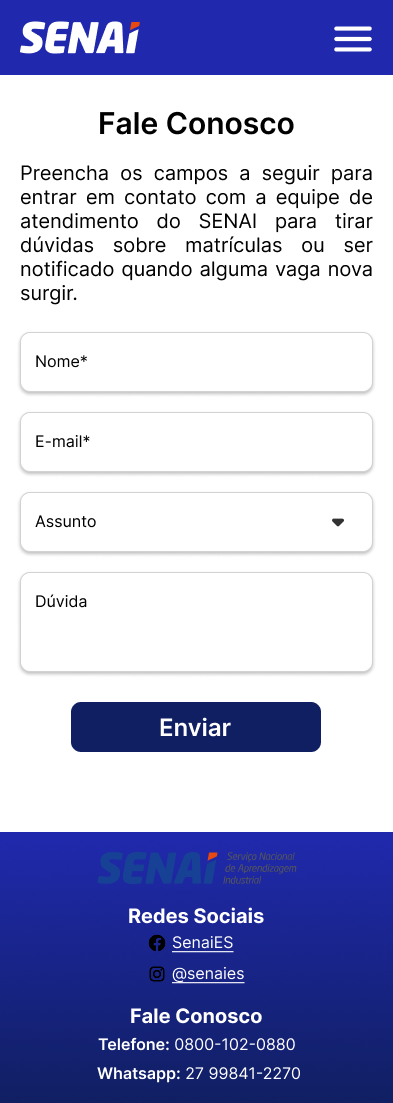 SENAI
Fale Conosco
Preencha os campos a seguir para
entrar em contato com a equipe de
atendimento do SENAI para tirar
dúvidas sobre matrículas ou ser
notificado quando alguma vaga nova
surgir.
Nome*
E-mail*
Assunto
Dúvida
Enviar
SENAI
Serviço Nacional
de Aprendizagem
Industrial
Redes Sociais
SenaiES
@senaies
Fale Conosco
Telefone: 0800-102-0880
Whatsapp: 27 99841-2270